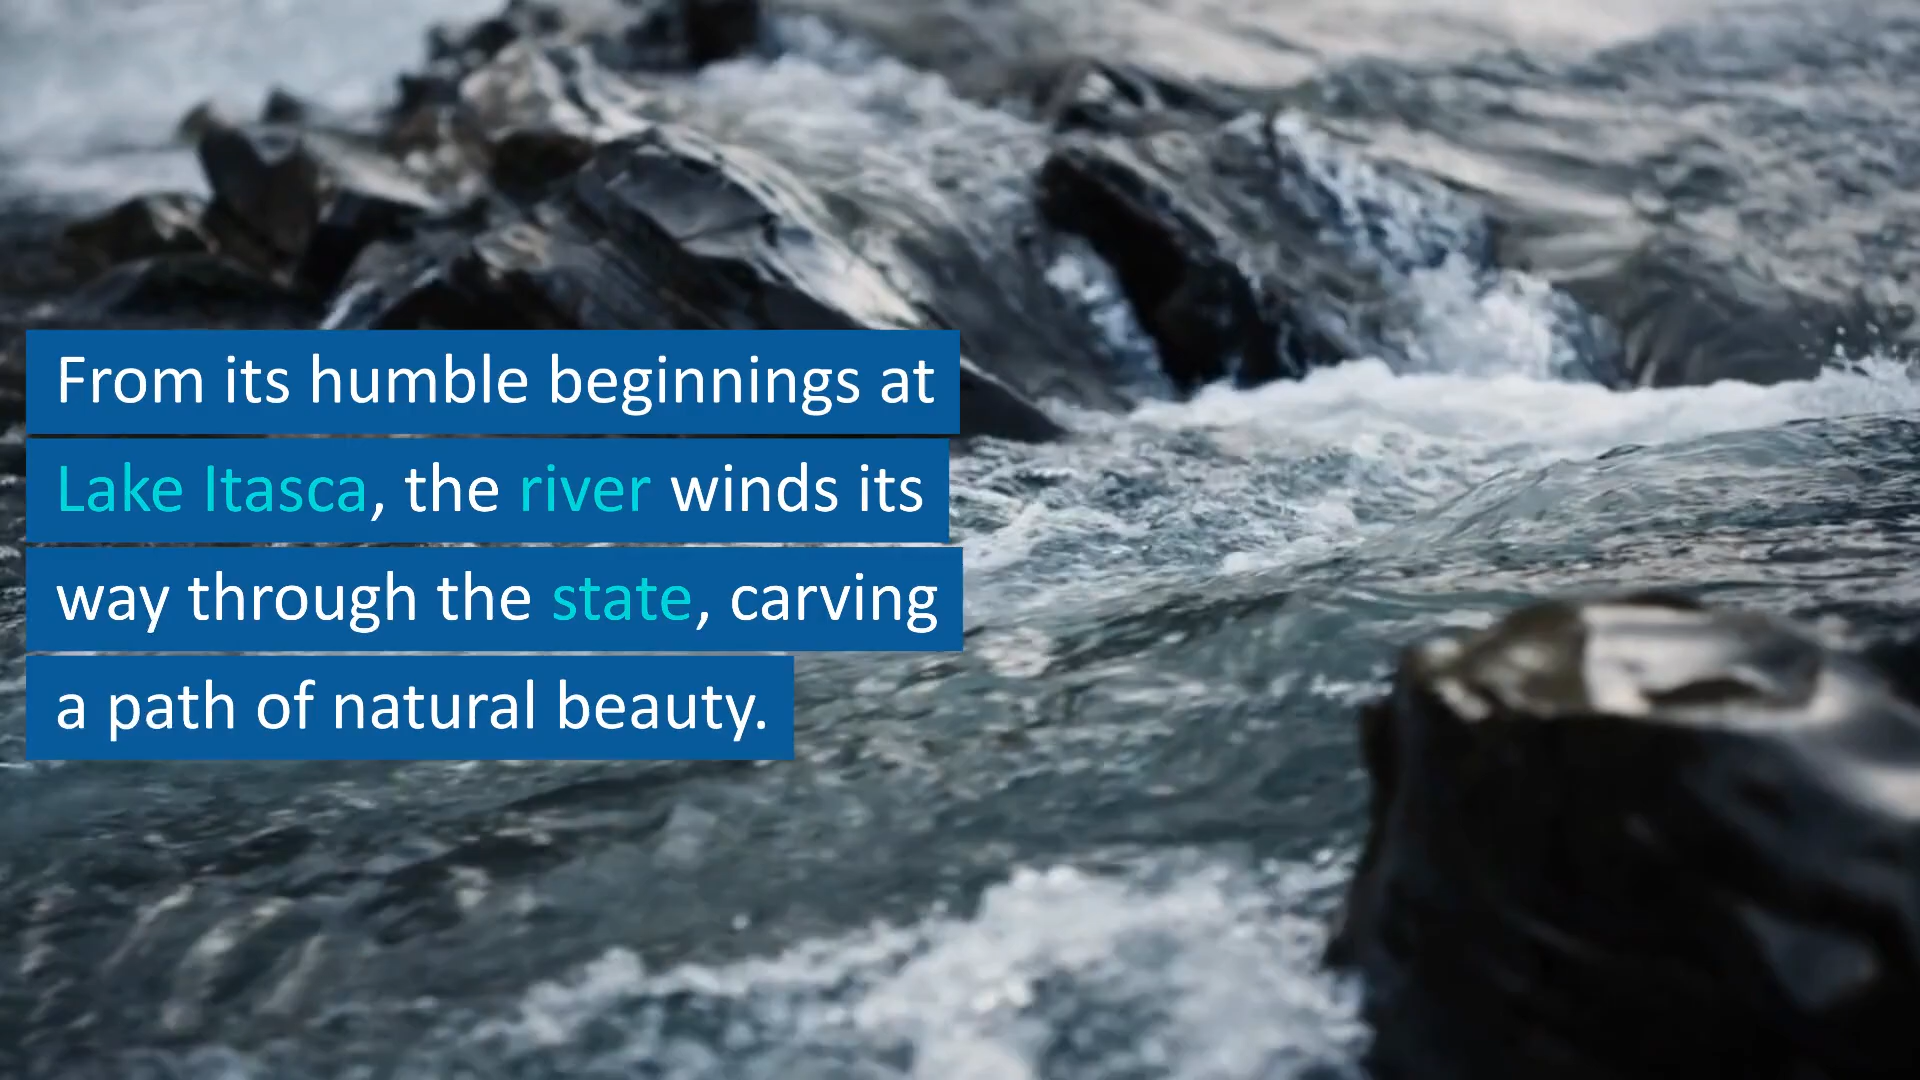 From its humble beginnings at
Lake Itasca, the river winds its
way through the state, carving
a path of natural beauty.